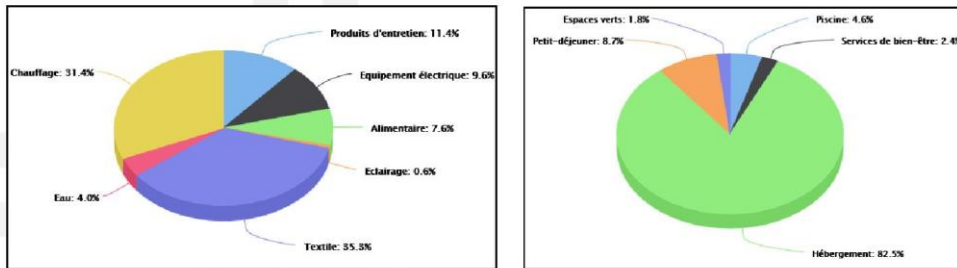 Produits d'entretien: 11.4%
Chauffage: 31.4%
Equipement électrique: 9.6%
Alimentaire: 7.6%
Eclairage: 0.6%
Eau: 4.0%
Textile: 35.3%
Espaces verts: 1.8%
Piscine: 4.6%
Petit-déjeuner: 8.7%
Services de bien-être: 2.4%
Hébergement: 82.5%